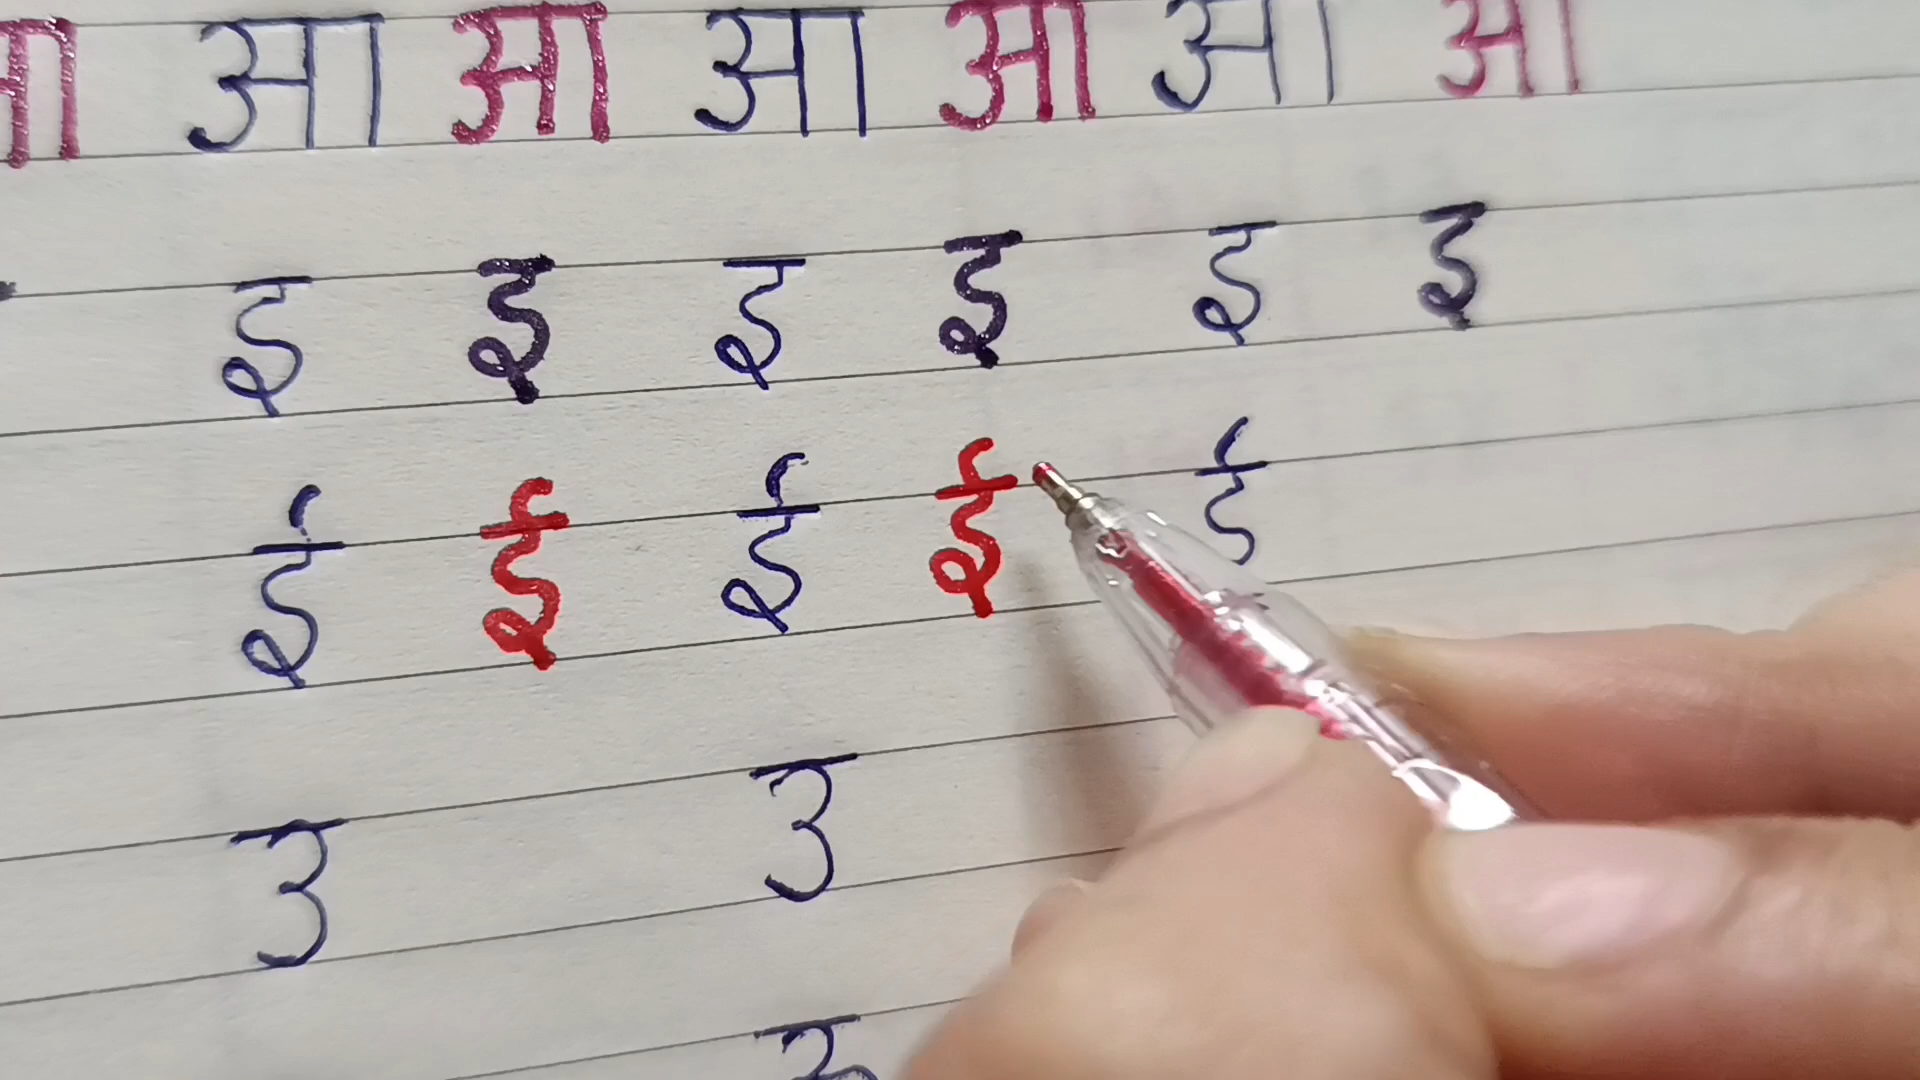 आ आ आ आ आ आ आ
इ इ इ इ इ इ
ई ई ई ई ई
उ उ